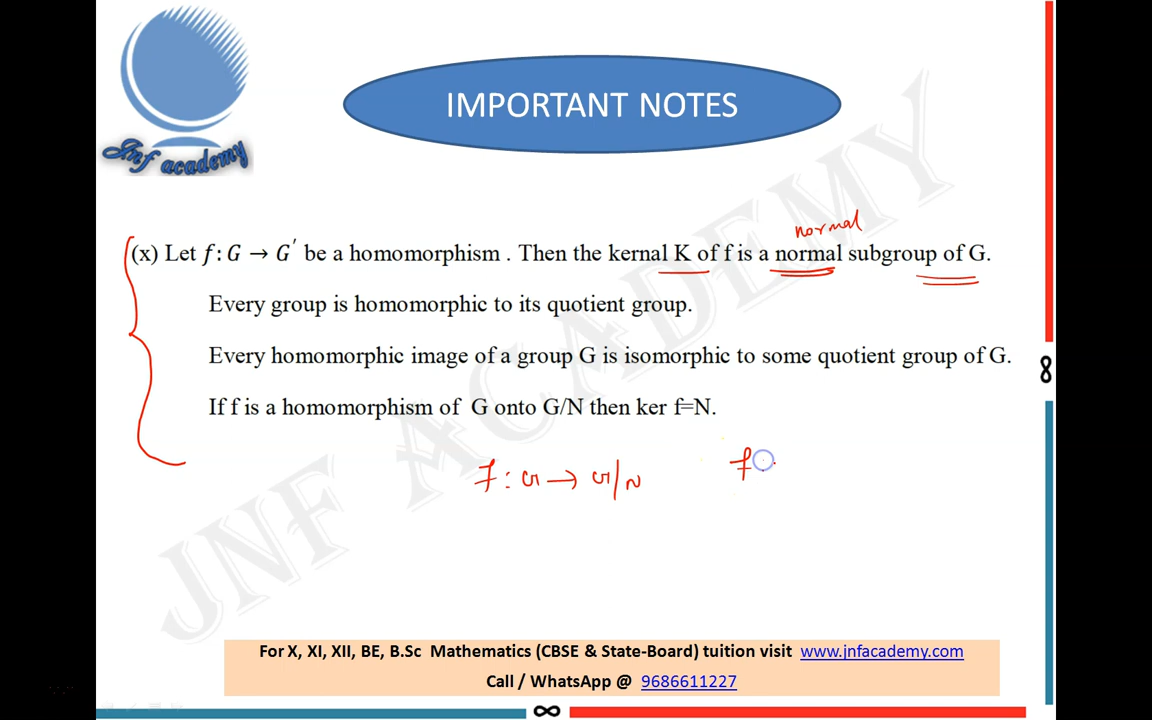 Jnf academy
IMPORTANT NOTES
normal
(x) Let f: G → G′ be a homomorphism . Then the kernal K of f is a normal subgroup of G.
Every group is homomorphic to its quotient group.
Every homomorphic image of a group G is isomorphic to some quotient group of G.
If f is a homomorphism of G onto G/N then ker f=N.
f : G → G/N
f
JNF ACADEMY
8
For X, XI, XII, BE, B.Sc Mathematics (CBSE & State-Board) tuition visit www.jnfacademy.com
Call / WhatsApp @ 9686611227
∞